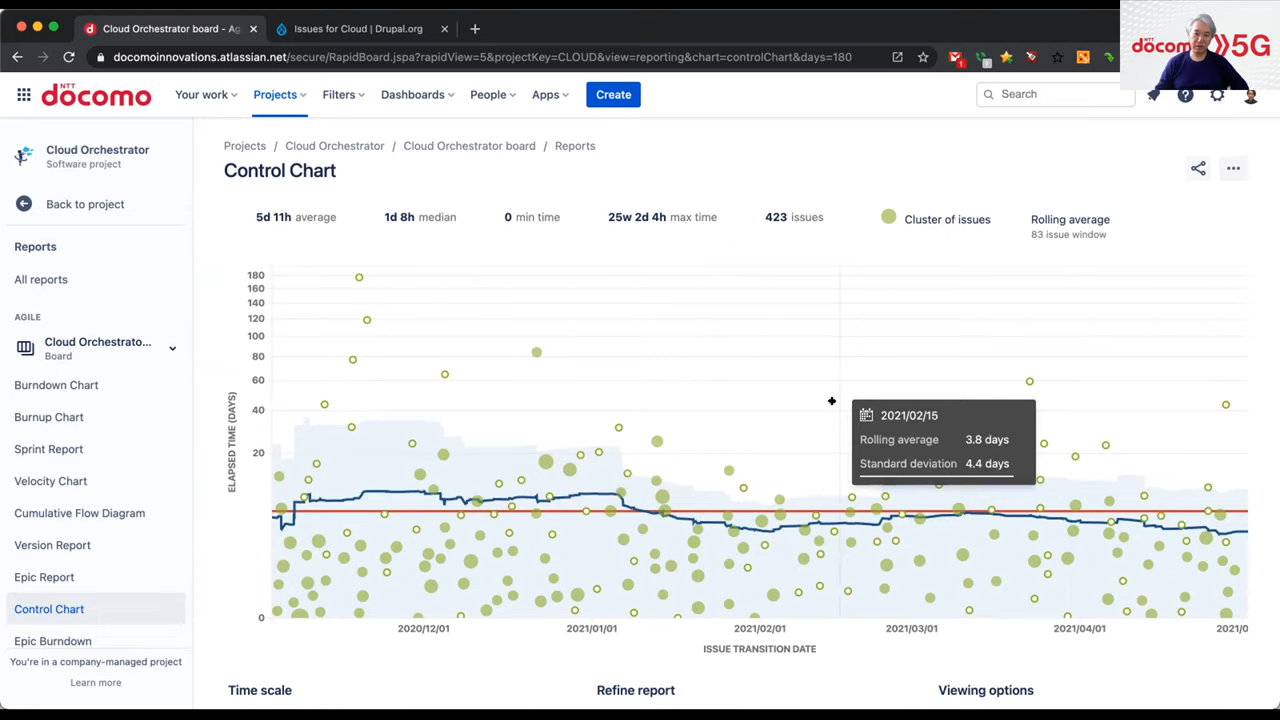 Cloud Orchestrator board - Ag
Issues for Cloud | Drupal.org
docomoinnovations.atlassian.net/secure/RapidBoard.jspa?rapidView=5&projectKey=CLOUD&view=reporting&chart=controlChart&days=180
NTT
docomo
5G
NTT
docomo
Your work
Projects
Filters
Dashboards
People
Apps
Create
Search
Cloud Orchestrator
Software project
Back to project
Reports
All reports
AGILE
Cloud Orchestrato...
Board
Burndown Chart
Burnup Chart
Sprint Report
Velocity Chart
Cumulative Flow Diagram
Version Report
Epic Report
Control Chart
Epic Burndown
You're in a company-managed project
Learn more
Projects / Cloud Orchestrator / Cloud Orchestrator board / Reports
Control Chart
5d 11h average
1d 8h median
0 min time
25w 2d 4h max time
423 issues
Cluster of issues
Rolling average
83 issue window
ELAPSED TIME (DAYS)
180
160
140
120
100
80
60
40
20
0
2021/02/15
Rolling average 3.8 days
Standard deviation 4.4 days
2020/12/01
2021/01/01
2021/02/01
2021/03/01
2021/04/01
2021/0
ISSUE TRANSITION DATE
Time scale
Refine report
Viewing options